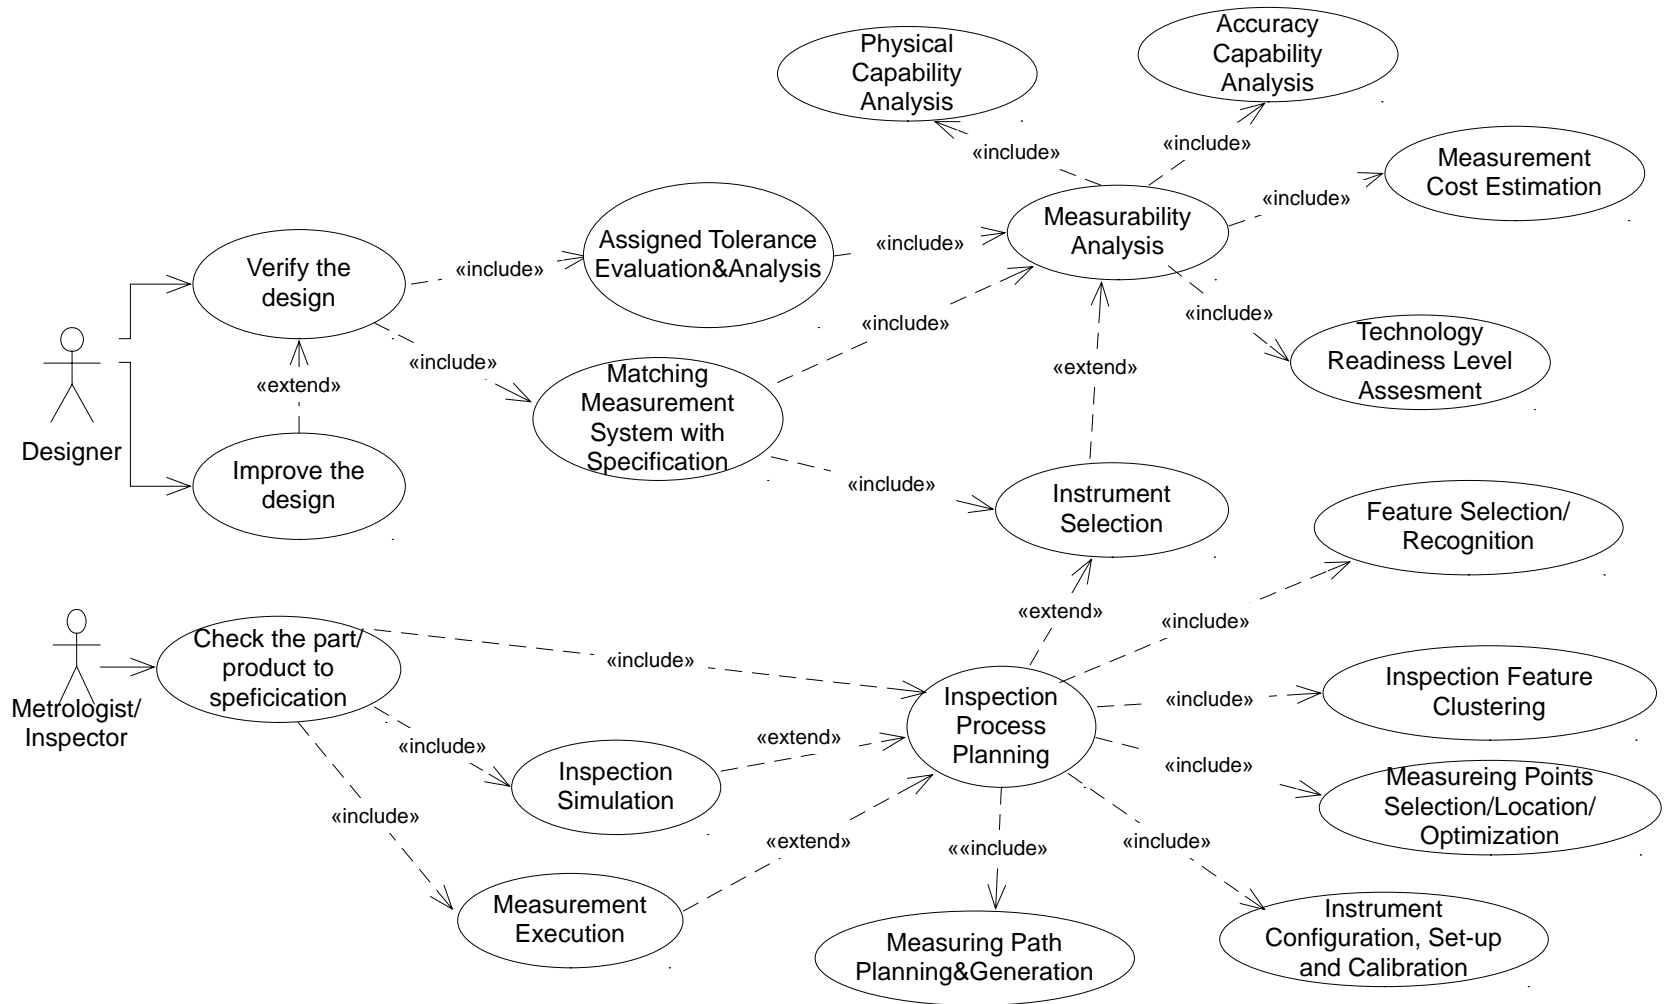 Physical
Capability
Analysis
Accuracy
Capability
Analysis
«include»
«include»
Measurement
Cost Estimation
«include»
Measurability
Analysis
Assigned Tolerance
Evaluation&Analysis
«include»
Verify the
design
«include»
«include»
«include»
Technology
Readiness Level
Assesment
«include»
«extend»
«extend»
Matching
Measurement
System with
Specification
Designer
Improve the
design
«include»
Instrument
Selection
Feature Selection/
Recognition
«extend»
«include»
Check the part/
product to
speficication
«include»
Metrologist/
Inspector
Inspection
Process
Planning
Inspection Feature
Clustering
«include»
«include»
«extend»
Inspection
Simulation
«include»
Measureing Points
Selection/Location/
Optimization
«include»
«extend»
««include»
«include»
Measurement
Execution
Measuring Path
Planning&Generation
Instrument
Configuration, Set-up
and Calibration